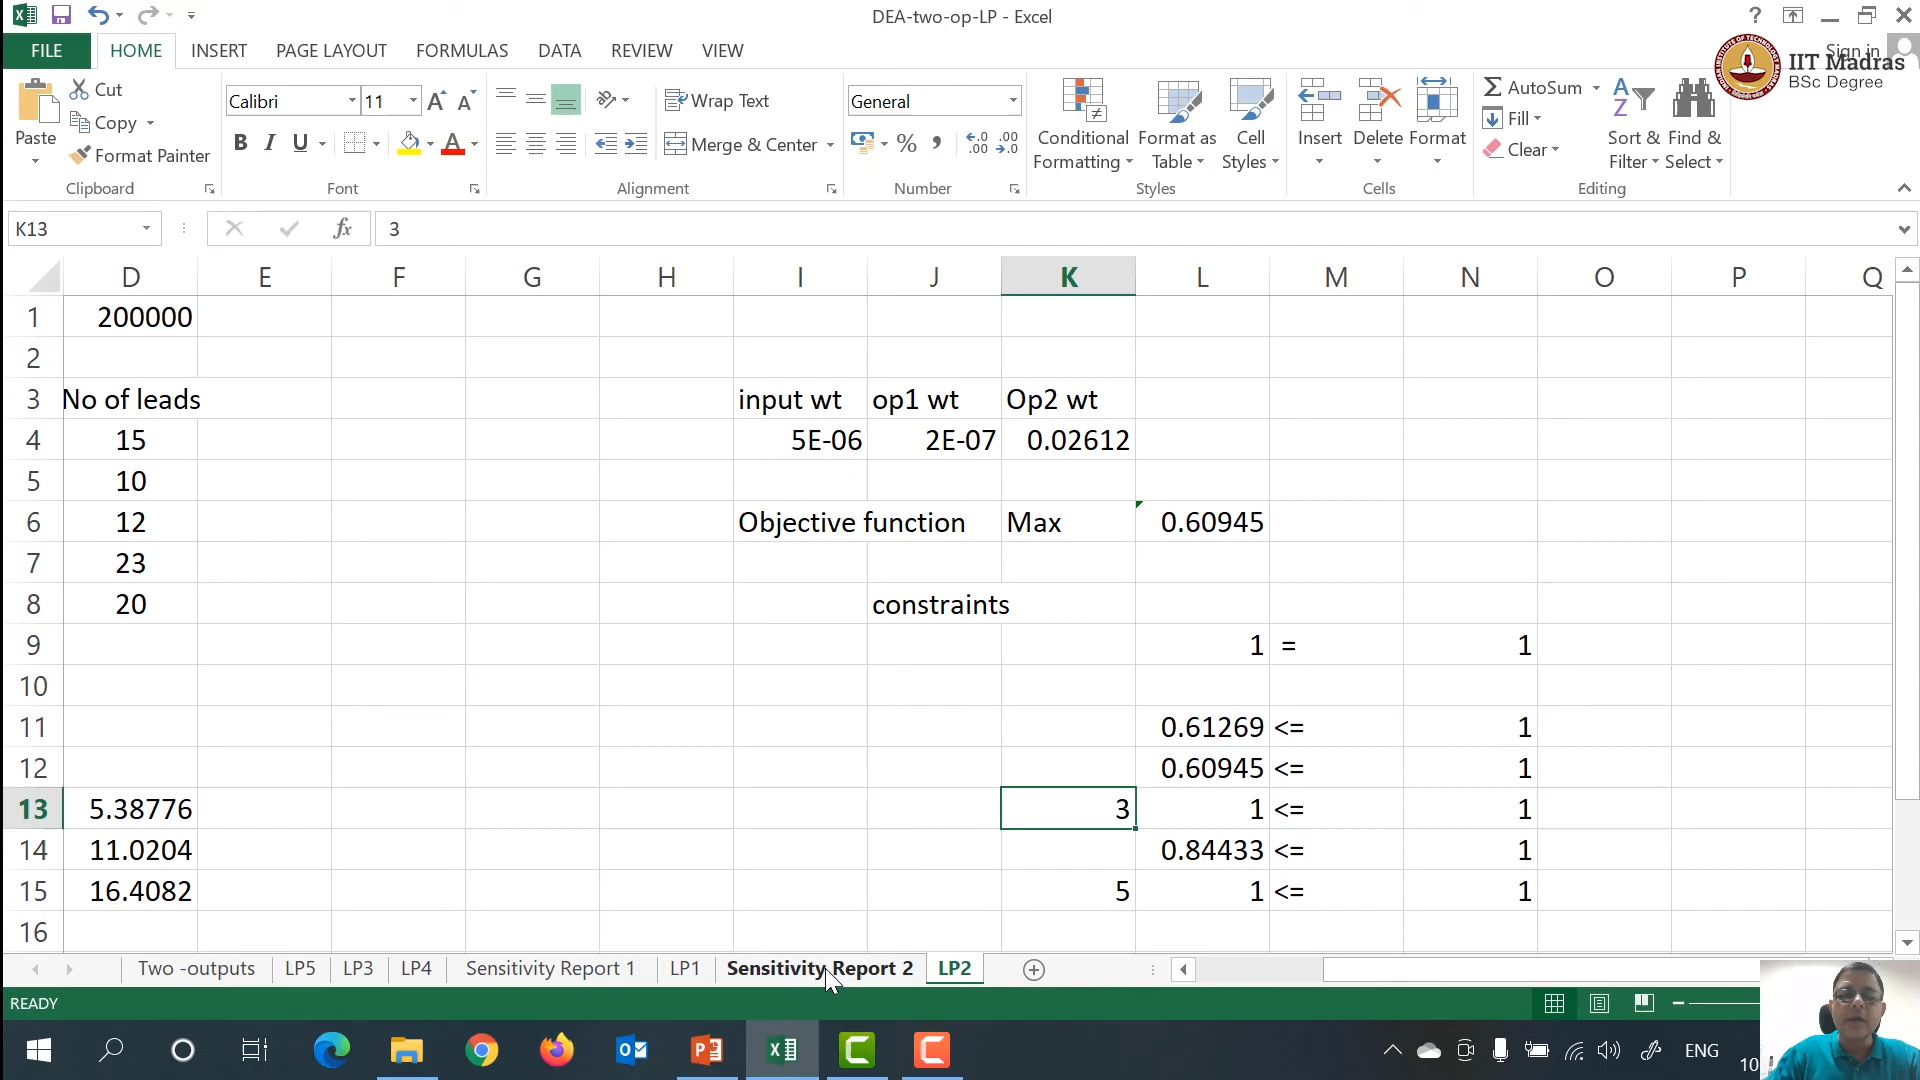 DEA-two-op-LP - Excel
?
FILE HOME INSERT PAGE LAYOUT FORMULAS DATA REVIEW VIEW
Sign in
IIT Madras
BSc Degree
Paste
Cut
Copy
Format Painter
Clipboard
Calibri 11
B I U
Font
Wrap Text
Merge & Center
Alignment
General
Number
Conditional Formatting
Format as Table
Cell Styles
Styles
Insert
Delete
Format
Cells
AutoSum
Fill
Clear
Sort & Filter
Find & Select
Editing
K13 fx 3
D E F G H I J K L M N O P Q
1 200000
2
3 No of leads input wt op1 wt Op2 wt
4 15 5E-06 2E-07 0.02612
5 10
6 12 Objective function Max 0.60945
7 23
8 20 constraints
9 1 = 1
10
11 0.61269 <= 1
12 0.60945 <= 1
13 5.38776 3 1 <= 1
14 11.0204 0.84433 <= 1
15 16.4082 5 1 <= 1
16
Two -outputs LP5 LP3 LP4 Sensitivity Report 1 LP1 Sensitivity Report 2 LP2
READY
ENG
10